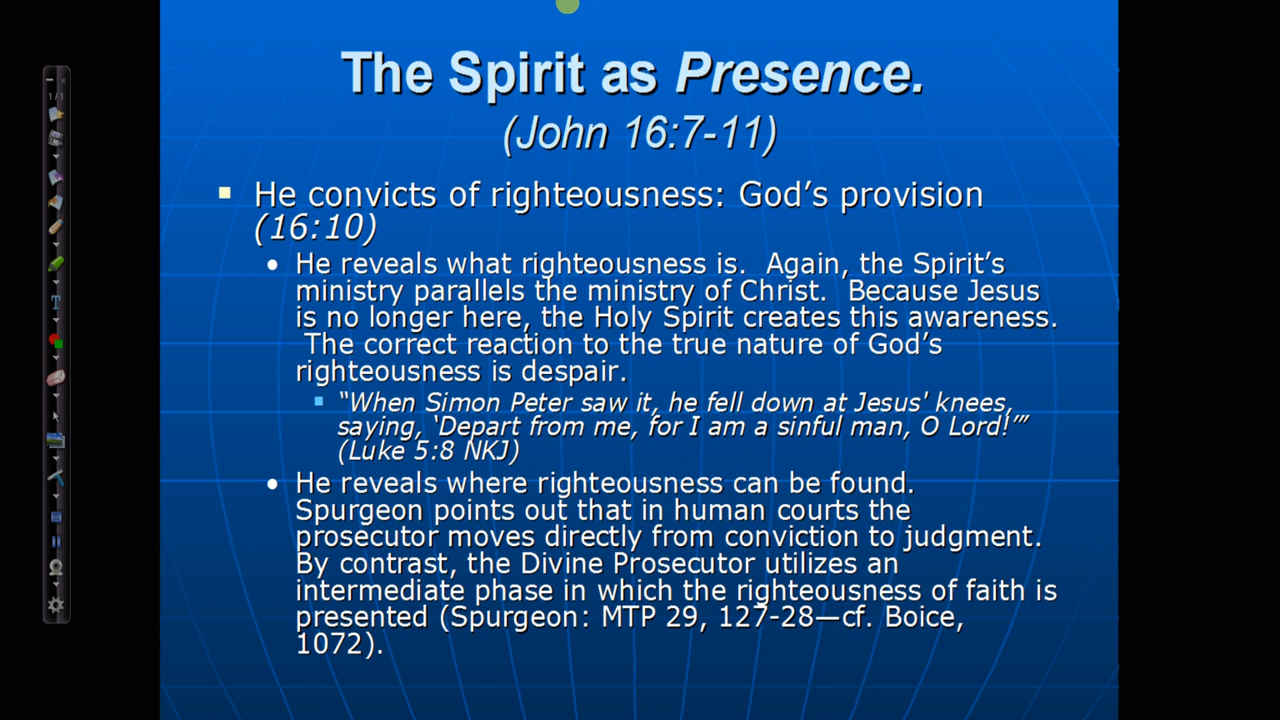 The Spirit as Presence.
(John 16:7-11)
He convicts of righteousness: God’s provision
(16:10)
He reveals what righteousness is.  Again, the Spirit’s
ministry parallels the ministry of Christ.  Because Jesus
is no longer here, the Holy Spirit creates this awareness.
The correct reaction to the true nature of God’s
righteousness is despair.
“When Simon Peter saw it, he fell down at Jesus' knees,
saying, ‘Depart from me, for I am a sinful man, O Lord!’”
(Luke 5:8 NKJ)
He reveals where righteousness can be found.
Spurgeon points out that in human courts the
prosecutor moves directly from conviction to judgment.
By contrast, the Divine Prosecutor utilizes an
intermediate phase in which the righteousness of faith is
presented (Spurgeon: MTP 29, 127-28—cf. Boice,
1072).
1/1
T